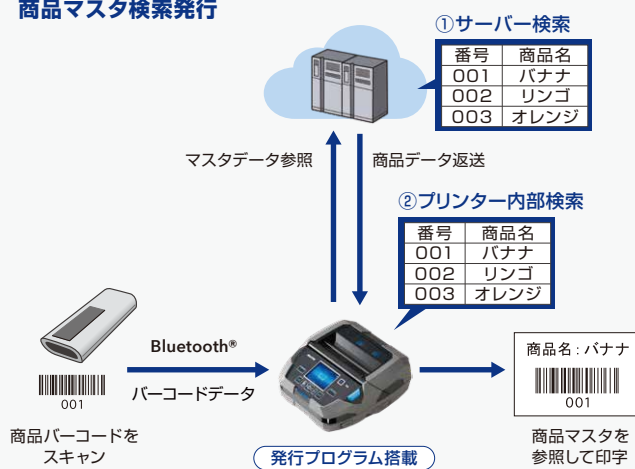 商品マスタ検索発行
①サーバー検索
番号 商品名
001 バナナ
002 リンゴ
003 オレンジ
マスタデータ参照
商品データ返送
②プリンター内部検索
番号 商品名
001 バナナ
002 リンゴ
003 オレンジ
Bluetooth®
バーコードデータ
001
商品バーコードを
スキャン
発行プログラム搭載
商品名:バナナ
001
商品マスタを
参照して印字